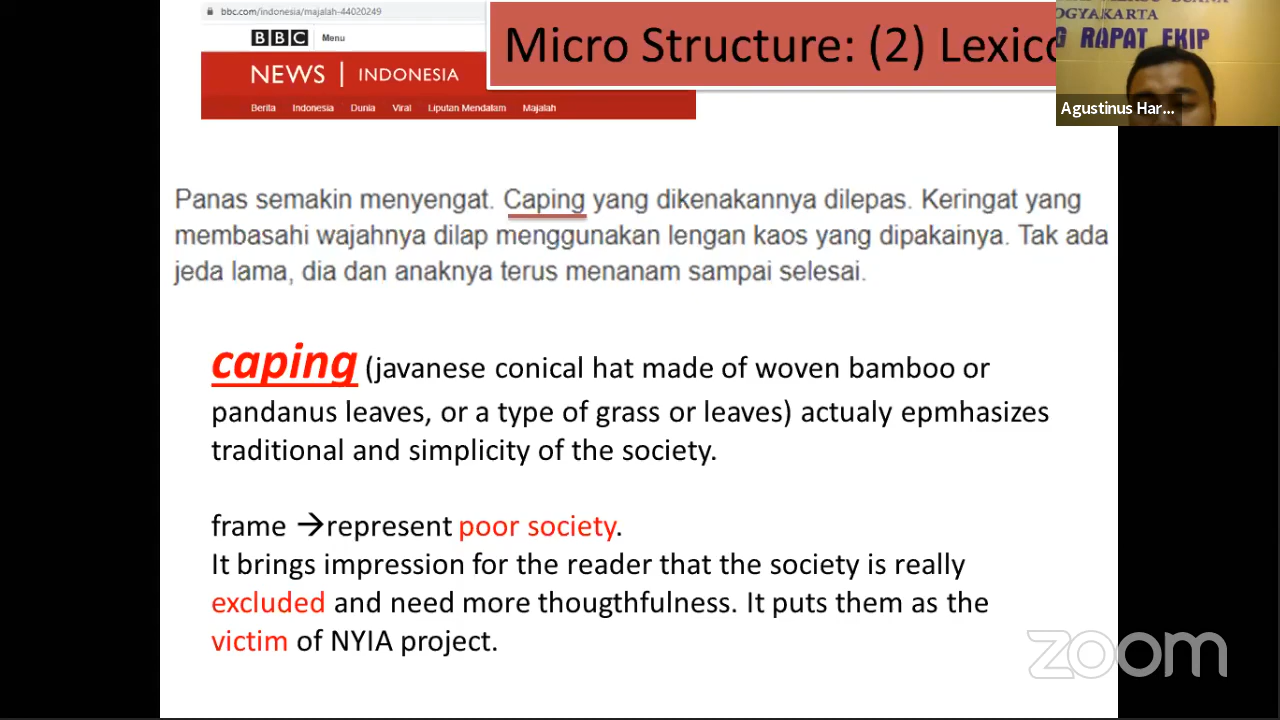 bbc.com/indonesia/majalah-44020249
BBC Menu
NEWS | INDONESIA
Berita Indonesia Dunia Viral Liputan Mendalam Majalah
Micro Structure: (2) Lexico
OGYAKARTA
G RAPAT FKIP
Agustinus Har...
Panas semakin menyengat. Caping yang dikenakannya dilepas. Keringat yang
membasahi wajahnya dilap menggunakan lengan kaos yang dipakainya. Tak ada
jeda lama, dia dan anaknya terus menanam sampai selesai.
caping (javanese conical hat made of woven bamboo or
pandanus leaves, or a type of grass or leaves) actualy epmhasizes
traditional and simplicity of the society.
frame →represent poor society.
It brings impression for the reader that the society is really
excluded and need more thougthfulness. It puts them as the
victim of NYIA project.
zoom